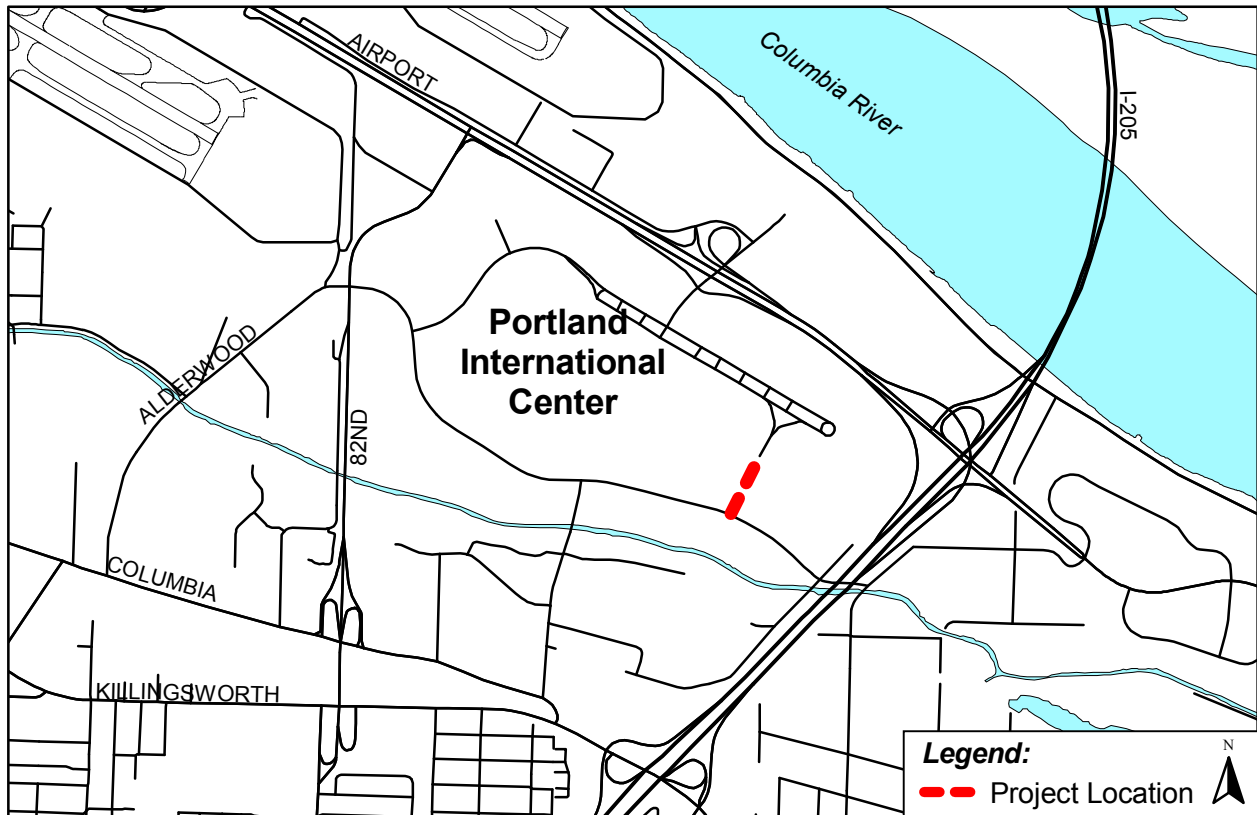 AIRPORT
Columbia River
I-205
Portland
International
Center
ALDERWOOD
82ND
COLUMBIA
KILLINGSWORTH
Legend:
N
Project Location